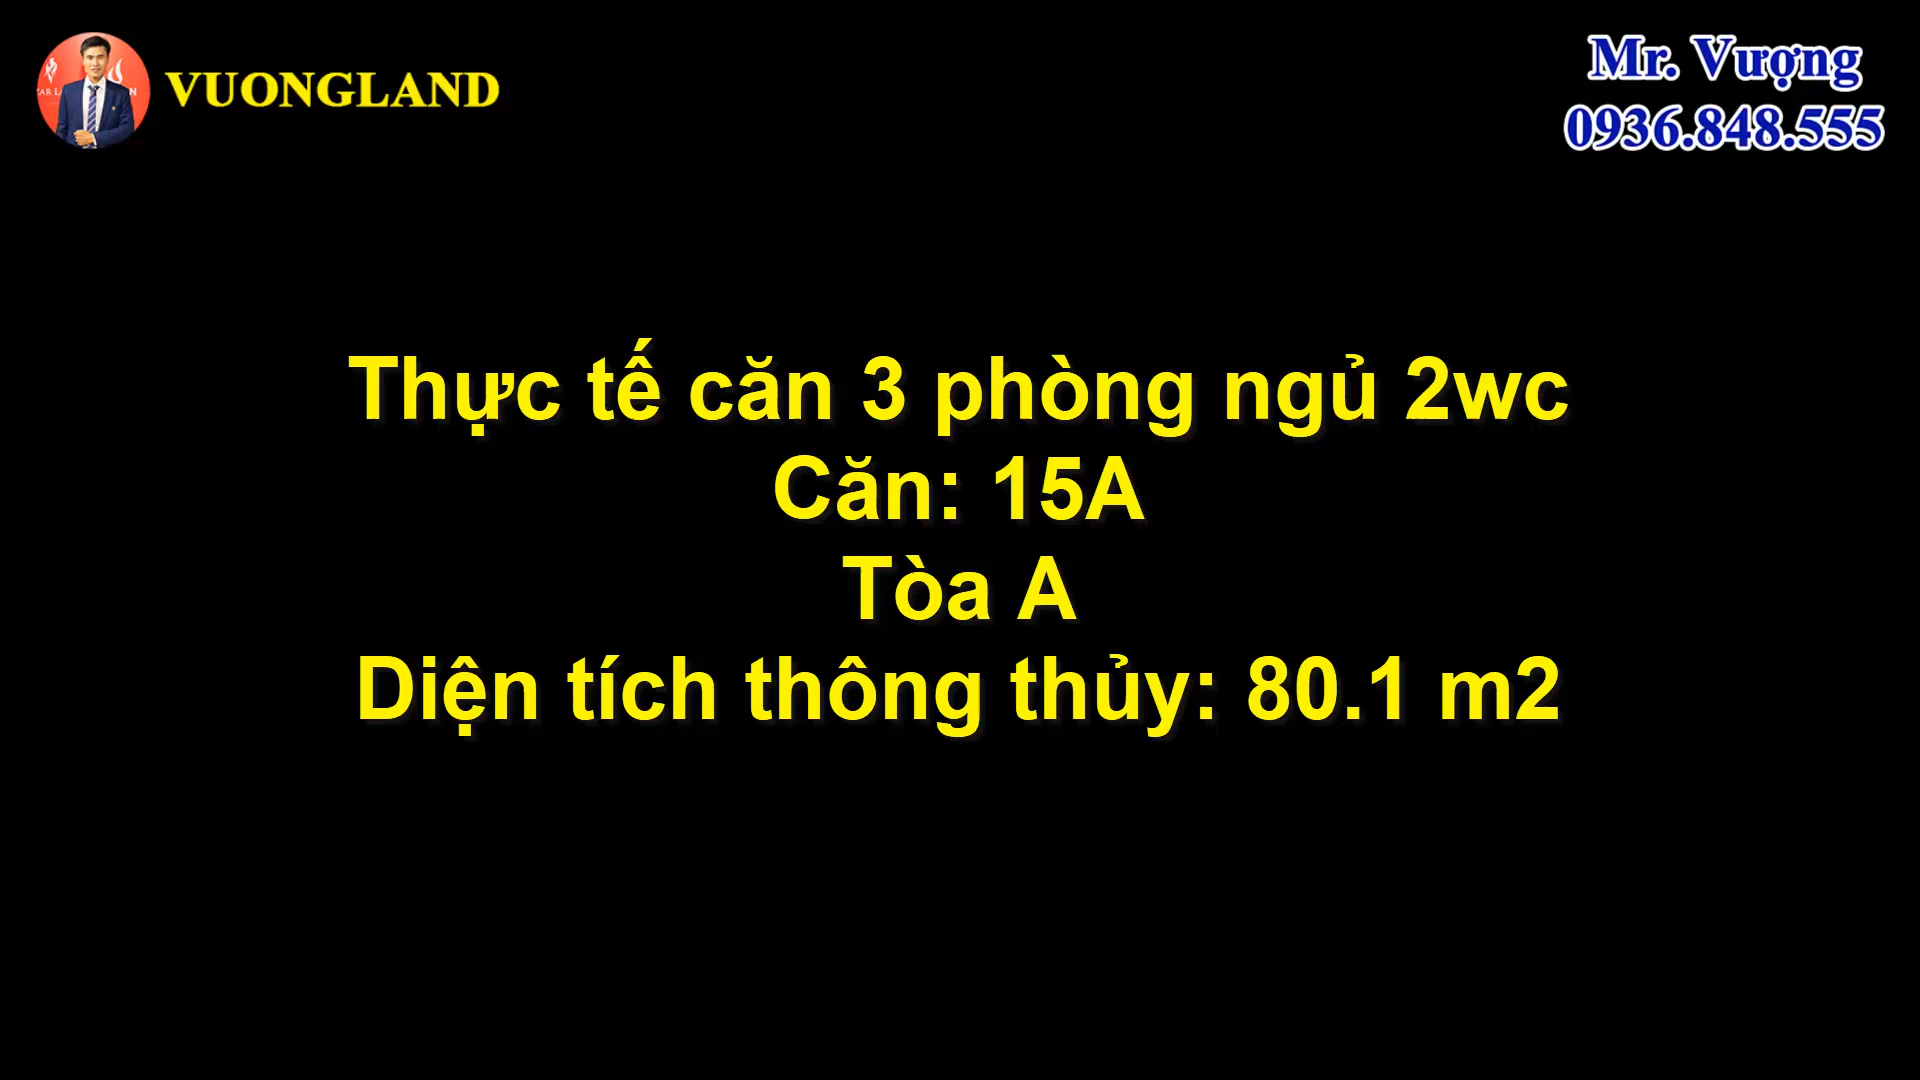 VUONGLAND
Mr. Vượng
0936.848.555
Thực tế căn 3 phòng ngủ 2wc
Căn: 15A
Tòa A
Diện tích thông thủy: 80.1 m2